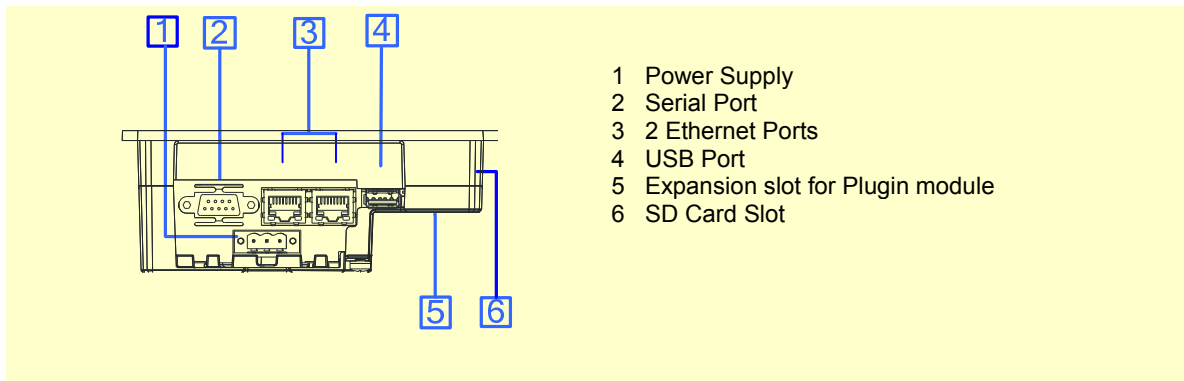 1 2 3 4
1 Power Supply
2 Serial Port
3 2 Ethernet Ports
4 USB Port
5 Expansion slot for Plugin module
6 SD Card Slot
5 6